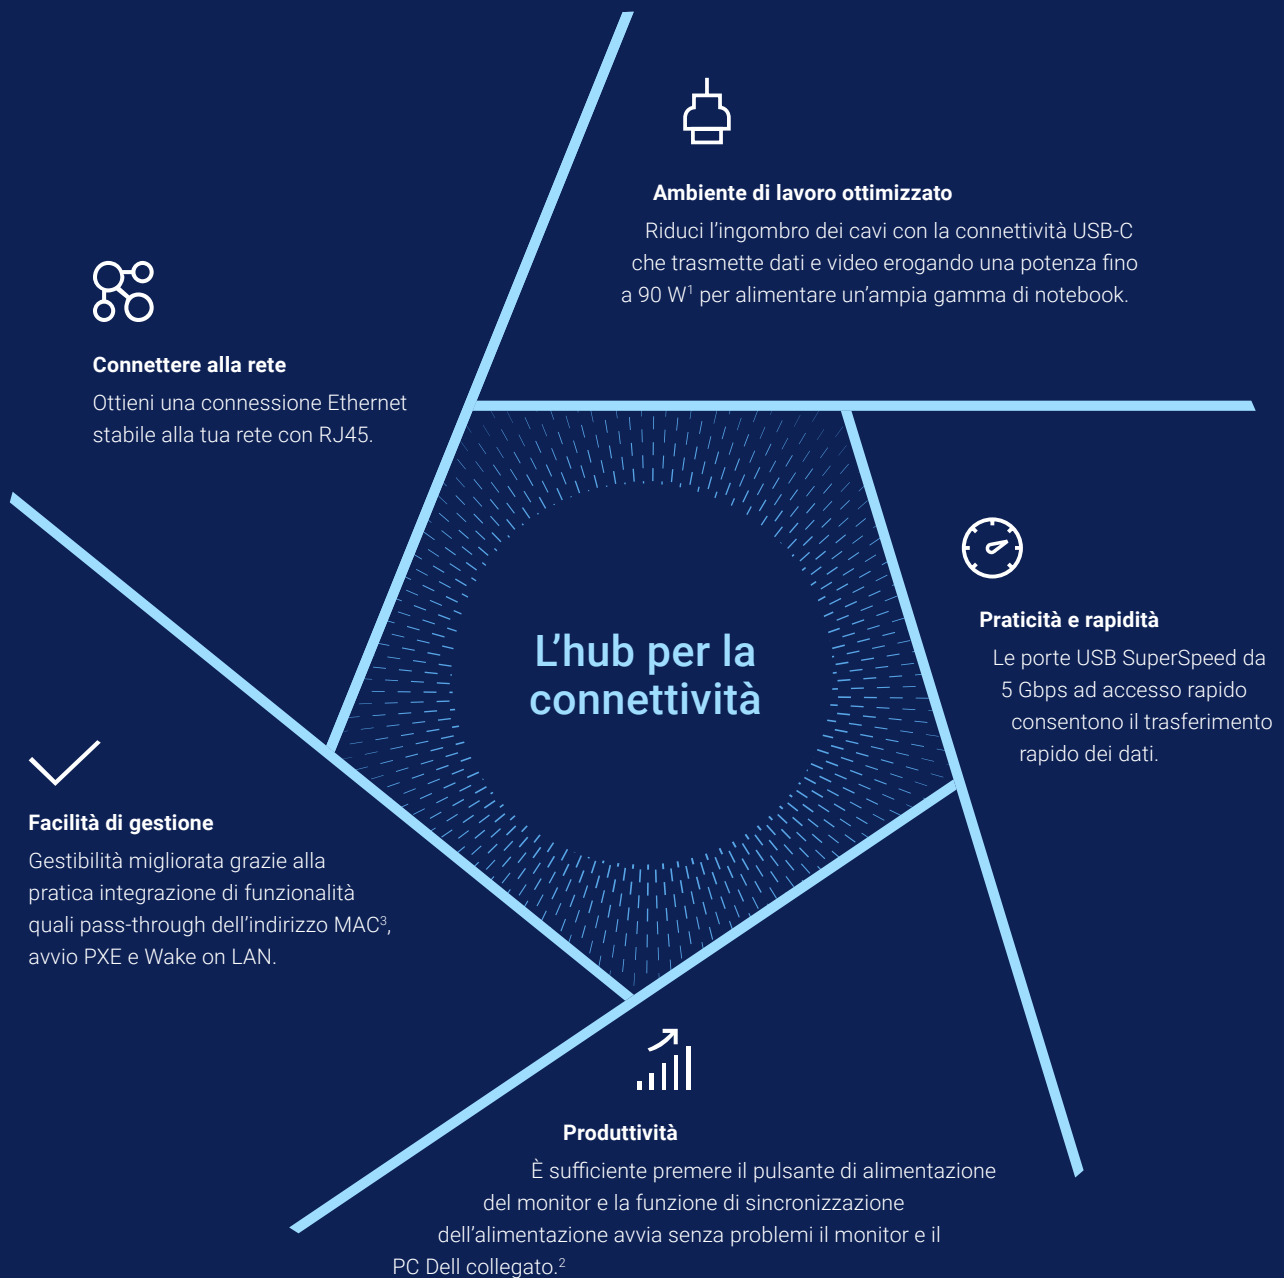 Ambiente di lavoro ottimizzato
Riduci l’ingombro dei cavi con la connettività USB-C
che trasmette dati e video erogando una potenza fino
a 90 W¹ per alimentare un’ampia gamma di notebook.
Connettere alla rete
Ottieni una connessione Ethernet
stabile alla tua rete con RJ45.
L’hub per la
connettività
Praticità e rapidità
Le porte USB SuperSpeed da
5 Gbps ad accesso rapido
consentono il trasferimento
rapido dei dati.
Facilità di gestione
Gestibilità migliorata grazie alla
pratica integrazione di funzionalità
quali pass-through dell’indirizzo MAC³,
avvio PXE e Wake on LAN.
Produttività
È sufficiente premere il pulsante di alimentazione
del monitor e la funzione di sincronizzazione
dell’alimentazione avvia senza problemi il monitor e il
PC Dell collegato.²